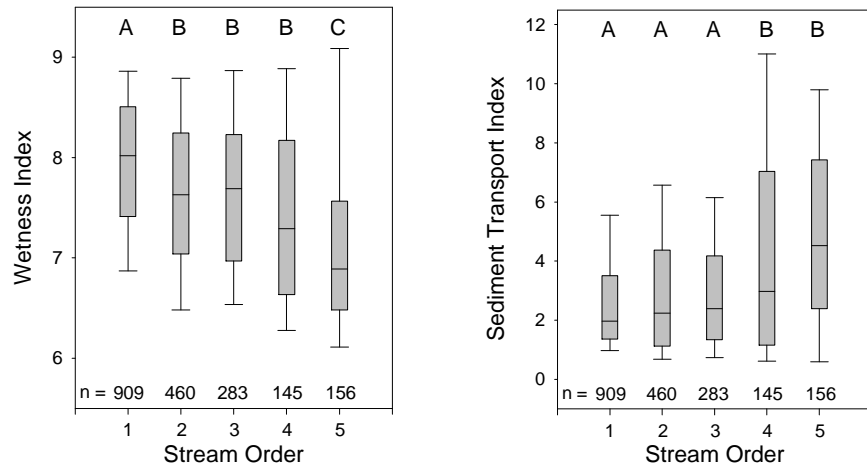 A B B B C
Wetness Index
9
8
7
6
n = 909 460 283 145 156
1 2 3 4 5
Stream Order
A A A B B
Sediment Transport Index
12
10
8
6
4
2
0
n = 909 460 283 145 156
1 2 3 4 5
Stream Order